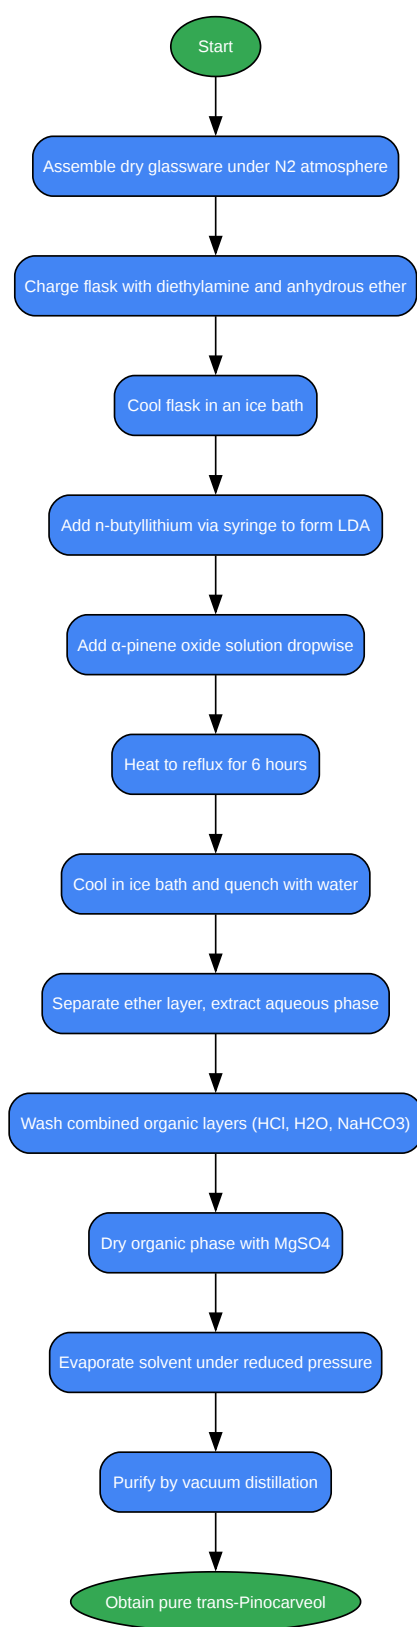 Start
Assemble dry glassware under N2 atmosphere
Charge flask with diethylamine and anhydrous ether
Cool flask in an ice bath
Add n-butyllithium via syringe to form LDA
Add α-pinene oxide solution dropwise
Heat to reflux for 6 hours
Cool in ice bath and quench with water
Separate ether layer, extract aqueous phase
Wash combined organic layers (HCl, H2O, NaHCO3)
Dry organic phase with MgSO4
Evaporate solvent under reduced pressure
Purify by vacuum distillation
Obtain pure trans-Pinocarveol